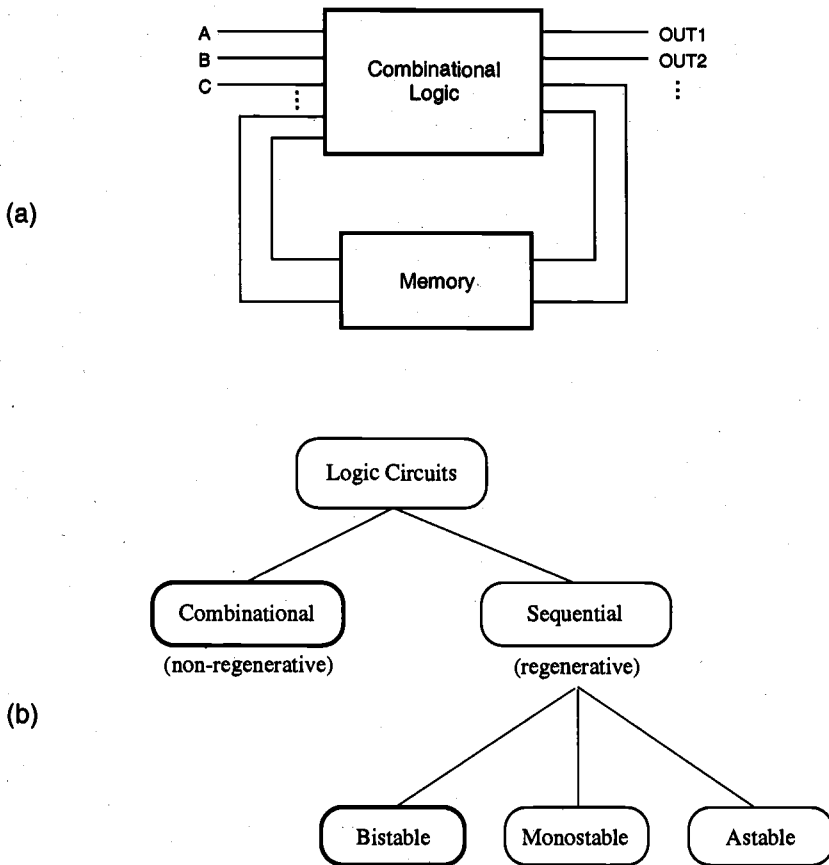 A
B
C
⋮
Combinational
Logic
OUT1
OUT2
⋮
(a)
Memory
Logic Circuits
Combinational
(non-regenerative)
Sequential
(regenerative)
(b)
Bistable
Monostable
Astable